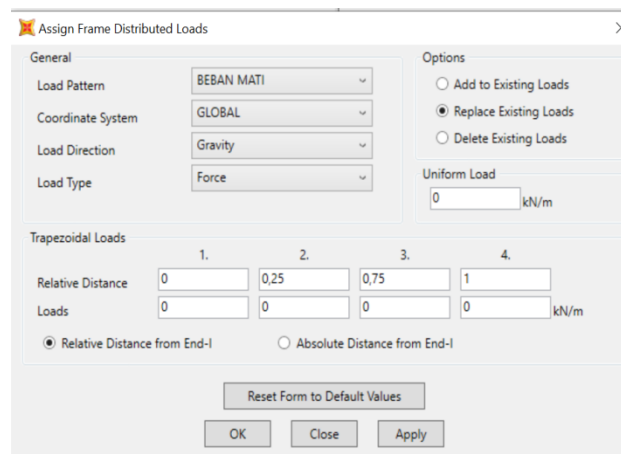 Assign Frame Distributed Loads
General
Load Pattern BEBAN MATI
Coordinate System GLOBAL
Load Direction Gravity
Load Type Force
Options
Add to Existing Loads
Replace Existing Loads
Delete Existing Loads
Uniform Load
0 kN/m
Trapezoidal Loads
1. 2. 3. 4.
Relative Distance 0 0,25 0,75 1
Loads 0 0 0 0 kN/m
Relative Distance from End-I Absolute Distance from End-I
Reset Form to Default Values
OK Close Apply